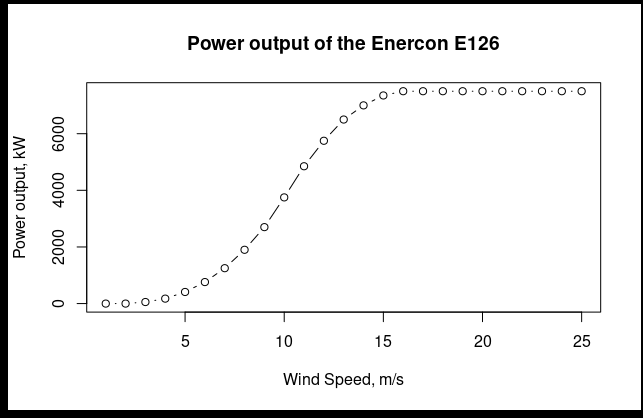 Power output of the Enercon E126
Power output, kW
6000
4000
2000
0
5 10 15 20 25
Wind Speed, m/s